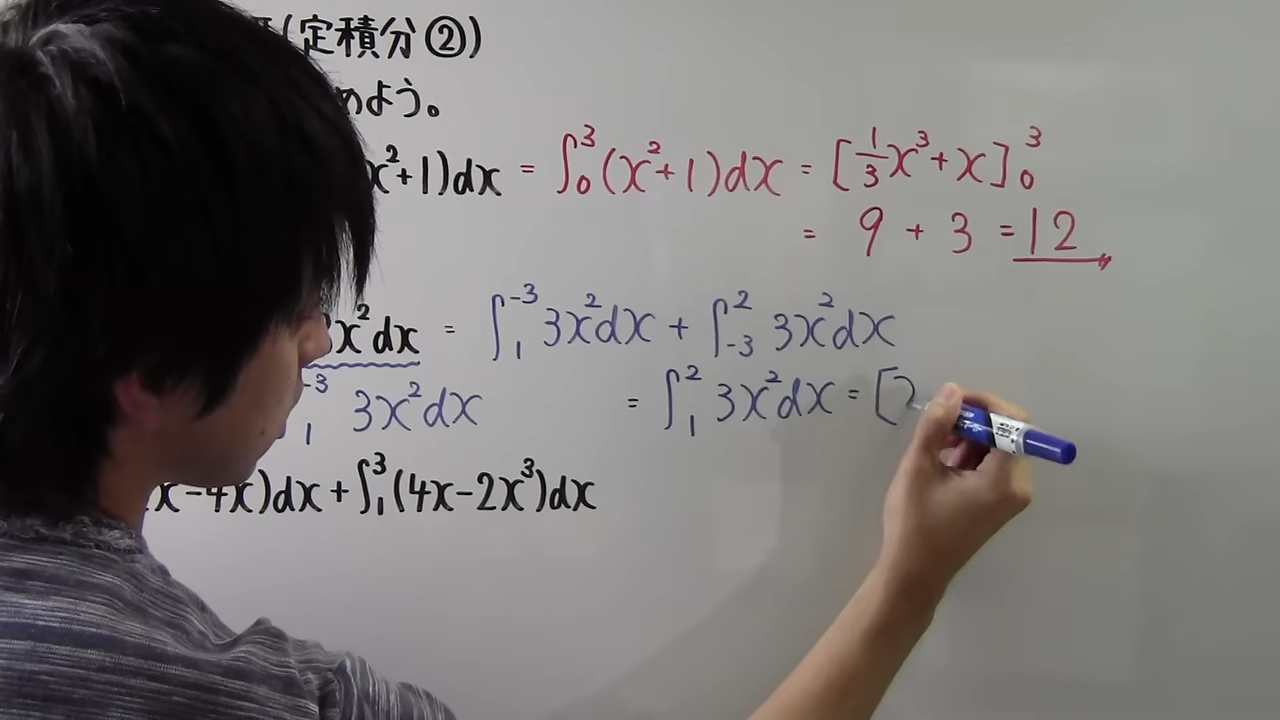 (定積分②)
めよう。
x²+1)dx = ∫₀³(x²+1)dx = [⅓x³+x]₀³
= 9 + 3 = 12
3x²dx = ∫₁⁻³ 3x²dx + ∫₋₃² 3x²dx
∫₁⁻³ 3x²dx = ∫₁² 3x²dx = [
x-4x)dx+∫₁³(4x-2x³)dx